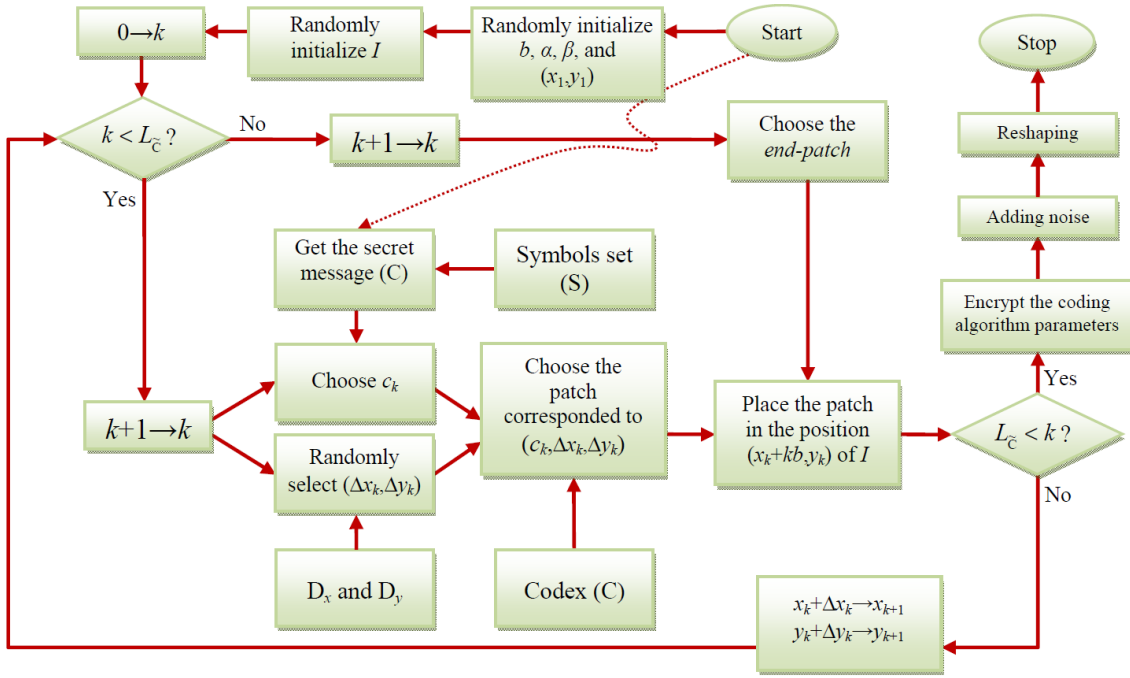 Start
Randomly initialize
b, α, β, and
(x₁,y₁)
Randomly
initialize I
0→k
k < L_C̃ ?
No
k+1→k
Choose the
end-patch
Yes
Get the secret
message (C)
Symbols set
(S)
Choose cₖ
k+1→k
Randomly
select (Δxₖ,Δyₖ)
Dₓ and D_y
Choose the
patch
corresponded to
(cₖ,Δxₖ,Δyₖ)
Codex (C)
Place the patch
in the position
(xₖ+kb,yₖ) of I
L_C̃ < k ?
Yes
Encrypt the coding
algorithm parameters
Adding noise
Reshaping
Stop
No
xₖ+Δxₖ→xₖ₊₁
yₖ+Δyₖ→yₖ₊₁